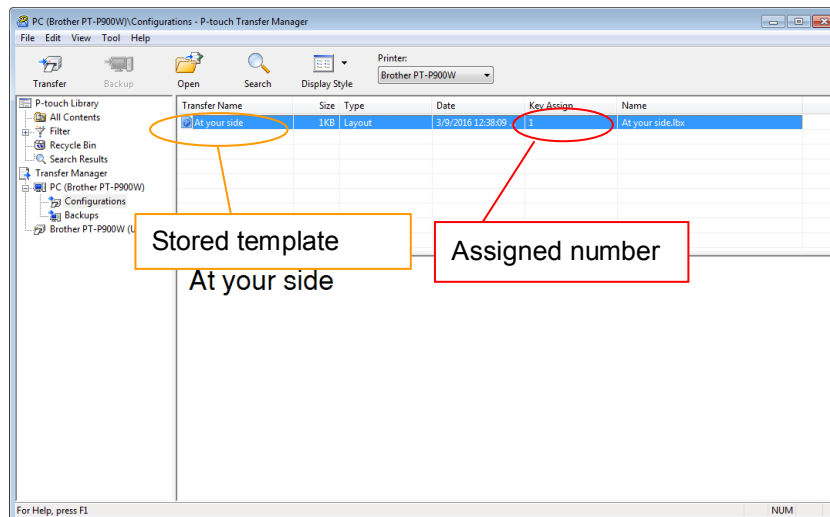 PC (Brother PT-P900W)\Configurations - P-touch Transfer Manager
File Edit View Tool Help
Transfer Backup Open Search Display Style
Printer:
Brother PT-P900W
P-touch Library
All Contents
Filter
Recycle Bin
Search Results
Transfer Manager
PC (Brother PT-P900W)
Configurations
Backups
Brother PT-P900W (U
Transfer Name Size Type Date Key Assign Name
At your side 1KB Layout 3/9/2016 12:38:09 1 At your side.lbx
Stored template
Assigned number
At your side
For Help, press F1
NUM